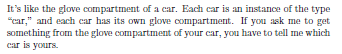 It's like the glove compartment of a car. Each car is an instance of the type
“car,” and each car has its own glove compartment. If you ask me to get
something from the glove compartment of your car, you have to tell me which
car is yours.